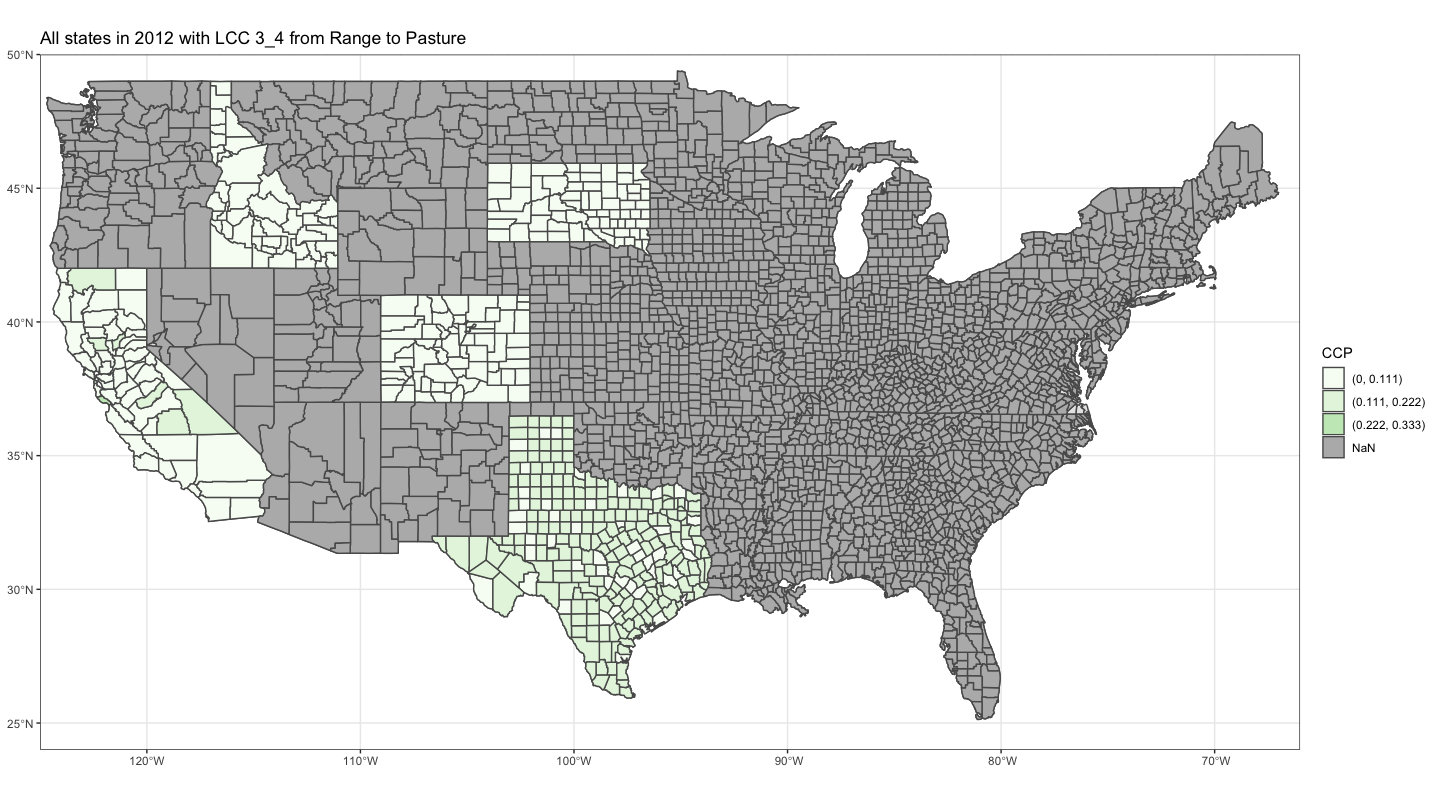 All states in 2012 with LCC 3_4 from Range to Pasture
50°N
45°N
40°N
35°N
30°N
25°N
120°W
110°W
100°W
90°W
80°W
70°W
CCP
(0, 0.111)
(0.111, 0.222)
(0.222, 0.333)
NaN